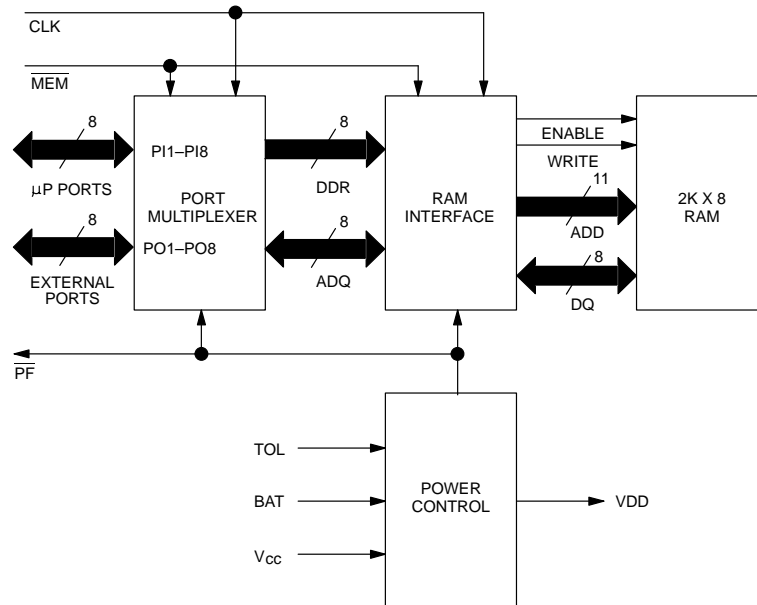 CLK
MEM
8
8
8
PI1–PI8
ENABLE
WRITE
µP PORTS
PORT
MULTIPLEXER
DDR
RAM
INTERFACE
11
2K X 8
RAM
8
8
ADD
PO1–PO8
8
EXTERNAL
PORTS
ADQ
DQ
PF
TOL
BAT
POWER
CONTROL
VDD
VCC